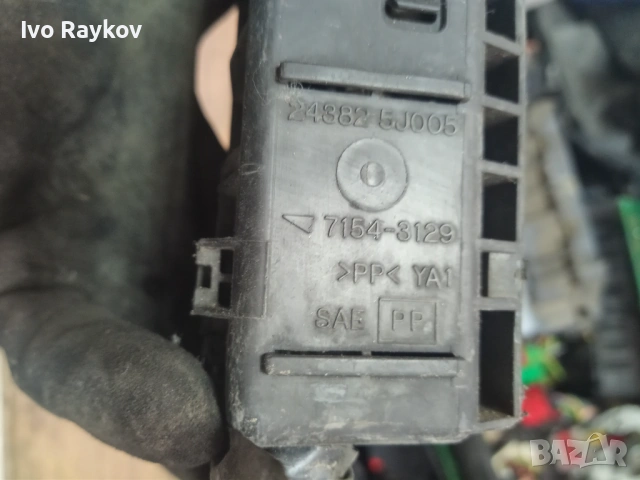 Ivo Raykov
24382 5J005
7154-3129
>PP< YA1
SAE PP
BAZAR